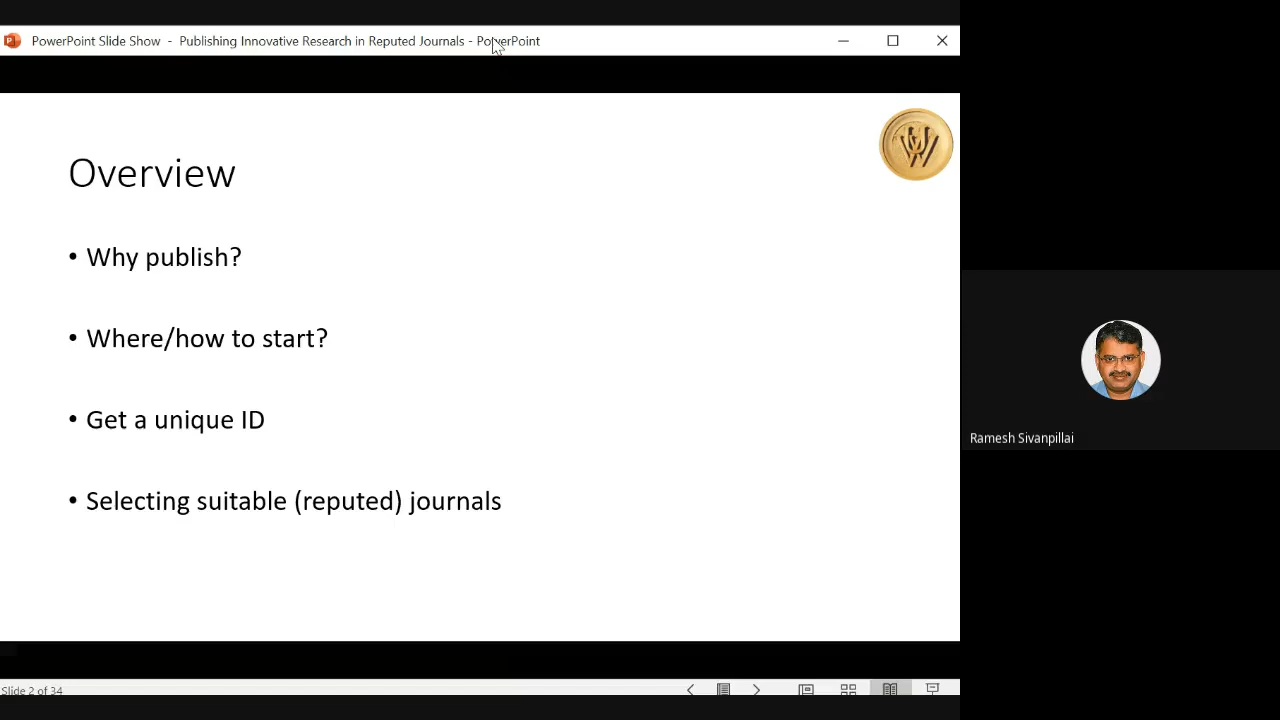 PowerPoint Slide Show - Publishing Innovative Research in Reputed Journals - PowerPoint
Overview
• Why publish?
• Where/how to start?
• Get a unique ID
• Selecting suitable (reputed) journals
Ramesh Sivanpillai
Slide 2 of 34